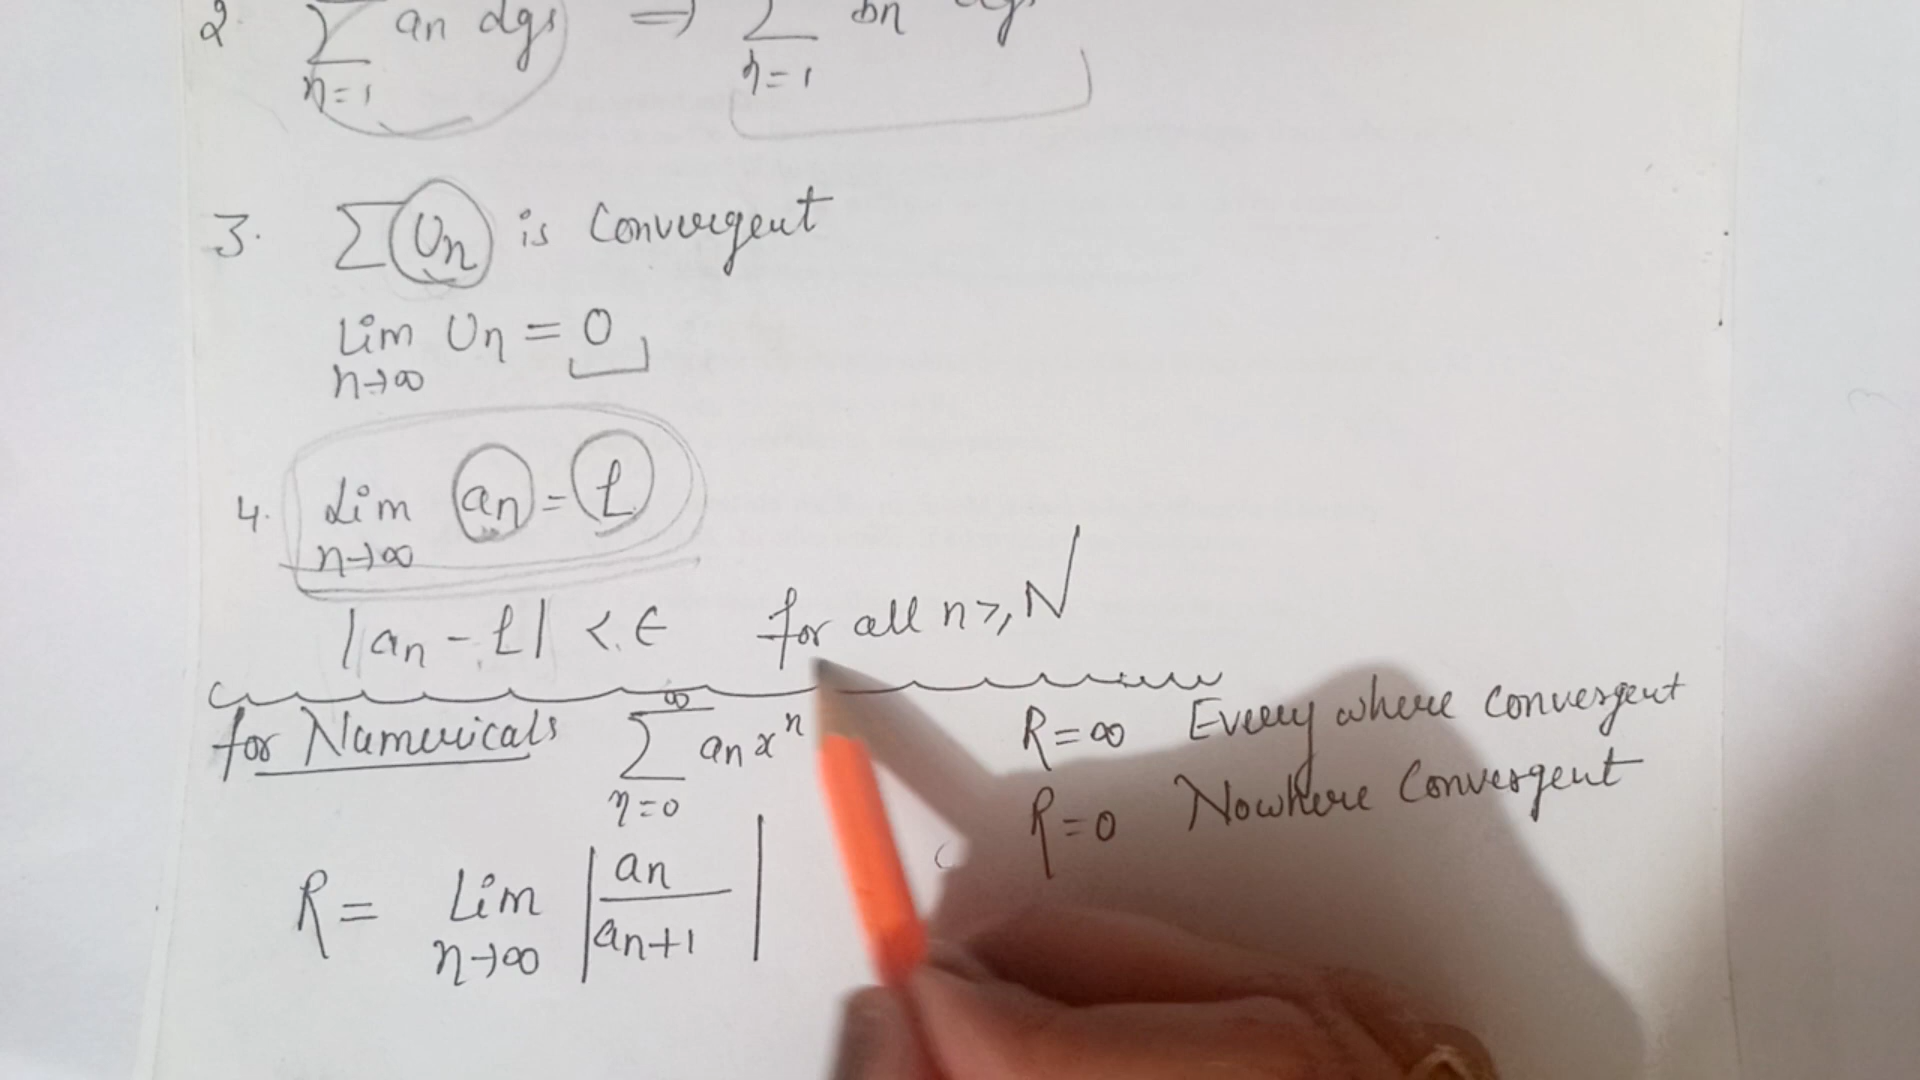 2. ∑ an dgs ⇒ ∑ bn
n=1 n=1
3. ∑ Un is Convergent
Lim Un = 0
n→∞
4. Lim an = L
n→∞
|an - L| < ϵ for all n ≥ N
for Numericals ∑ an xⁿ
∞
n=0
R=∞ Every where convergent
R=0 Nowhere Convergent
R = Lim | an / an+1 |
n→∞